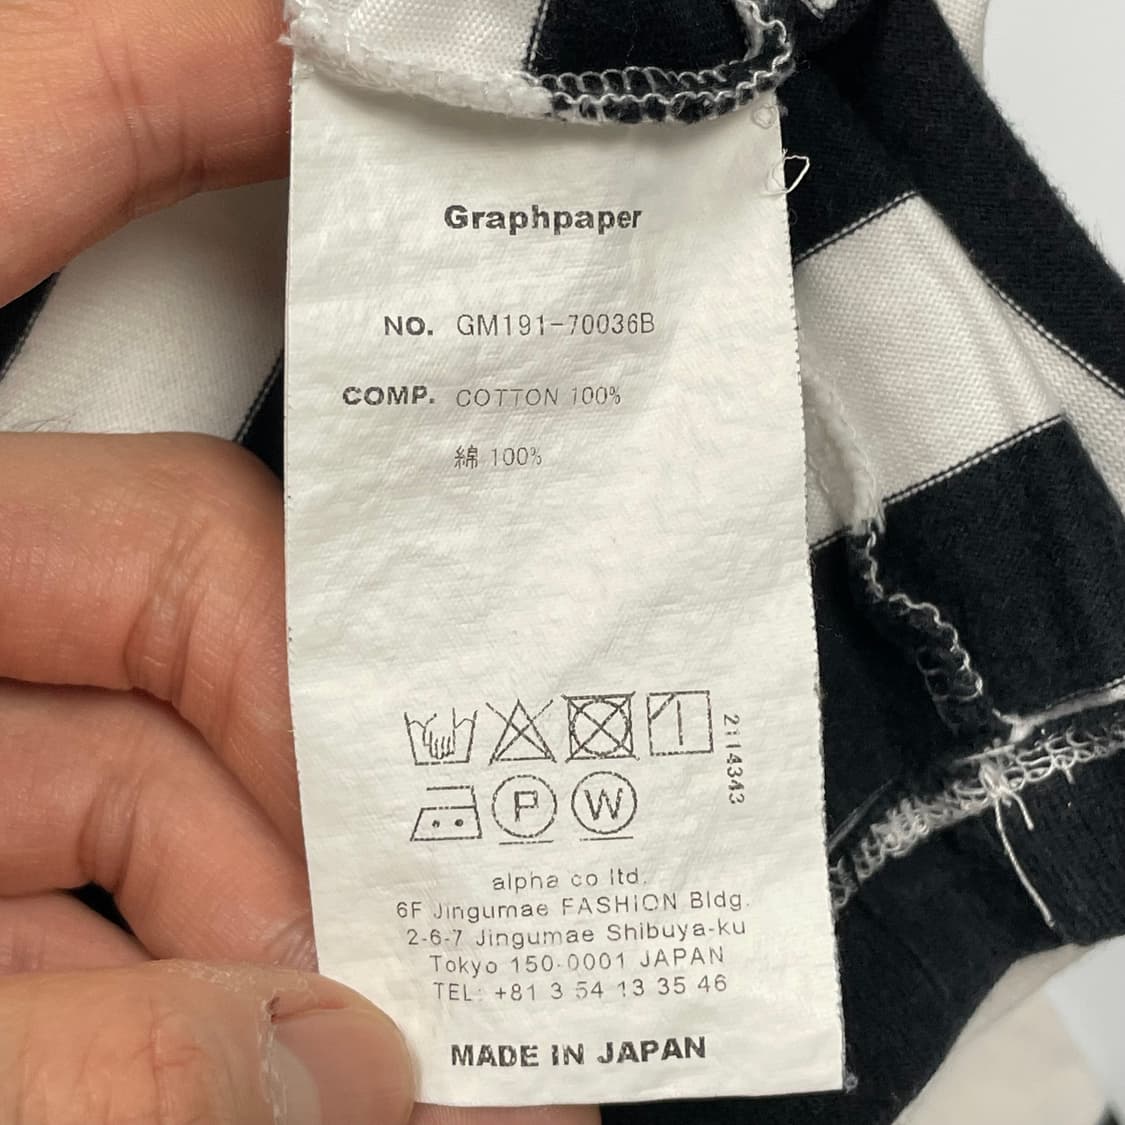 Graphpaper
NO. GM191-70036B
COMP. COTTON 100%
綿 100%
P W
2114343
alpha co ltd.
6F Jingumae FASHION Bldg.
2-6-7 Jingumae Shibuya-ku
Tokyo 150-0001 JAPAN
TEL: +81 3 54 13 35 46
MADE IN JAPAN